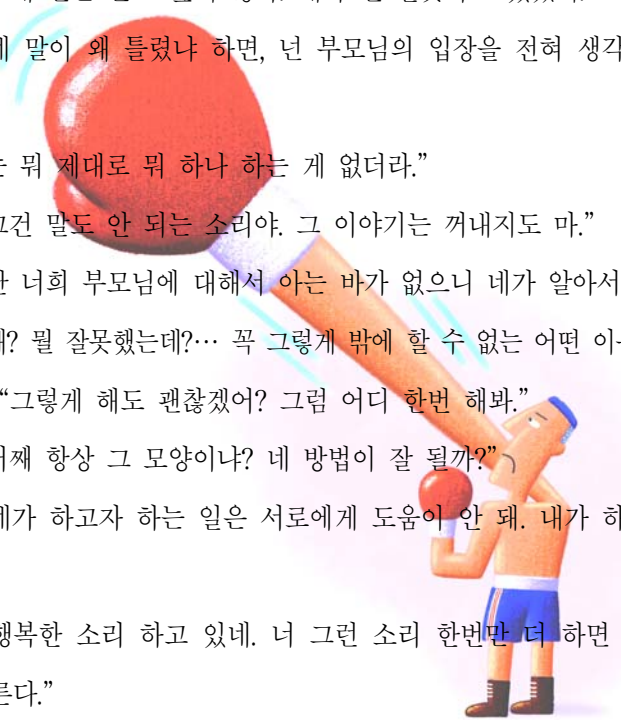 게 말이 왜 틀렸냐 하면, 넌 부모님의 입장을 전혀 생각
는 뭐 제대로 뭐 하나 하는 게 없더라.”
그건 말도 안 되는 소리야. 그 이야기는 꺼내지도 마.”
난 너희 부모님에 대해서 아는 바가 없으니 네가 알아서
왜? 뭘 잘못했는데?… 꼭 그렇게 밖에 할 수 없는 어떤 이
“그렇게 해도 괜찮겠어? 그럼 어디 한번 해봐.”
어째 항상 그 모양이냐? 네 방법이 잘 될까?”
네가 하고자 하는 일은 서로에게 도움이 안 돼. 내가 하
행복한 소리 하고 있네. 너 그런 소리 한번만 더 하면
른다.”